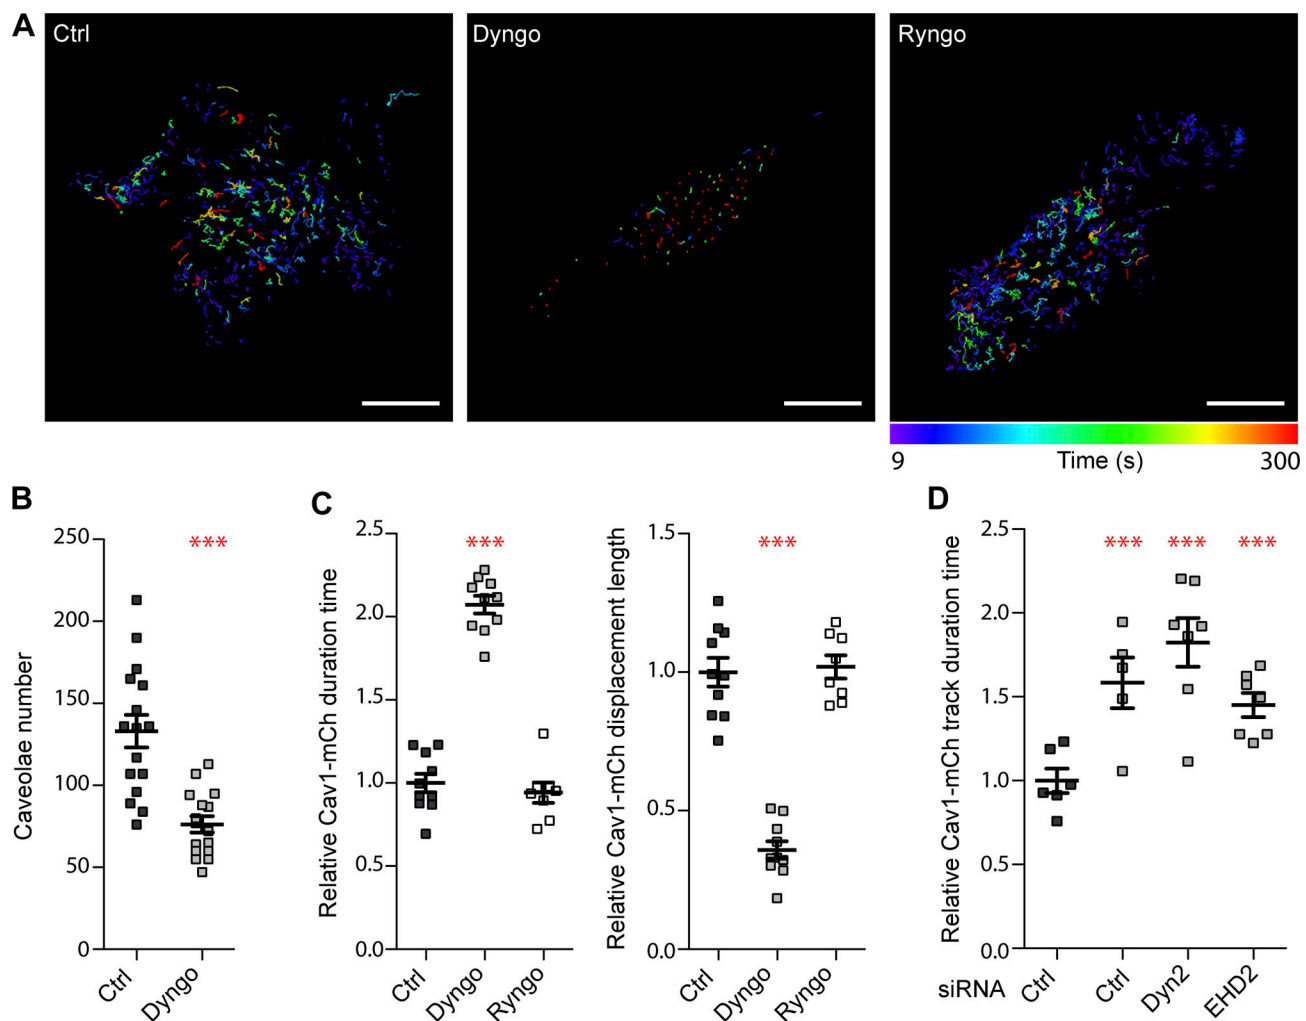 A
Ctrl
Dyngo
Ryngo
9
Time (s)
300
B
Caveolae number
250
200
150
100
50
0
***
Ctrl
Dyngo
C
Relative Cav1-mCh duration time
2.5
2.0
1.5
1.0
0.5
0.0
***
Ctrl
Dyngo
Ryngo
Relative Cav1-mCh displacement length
1.5
1.0
0.5
0.0
***
Ctrl
Dyngo
Ryngo
D
Relative Cav1-mCh track duration time
2.5
2.0
1.5
1.0
0.5
0.0
*** *** ***
siRNA
Ctrl
Ctrl
Dyn2
EHD2